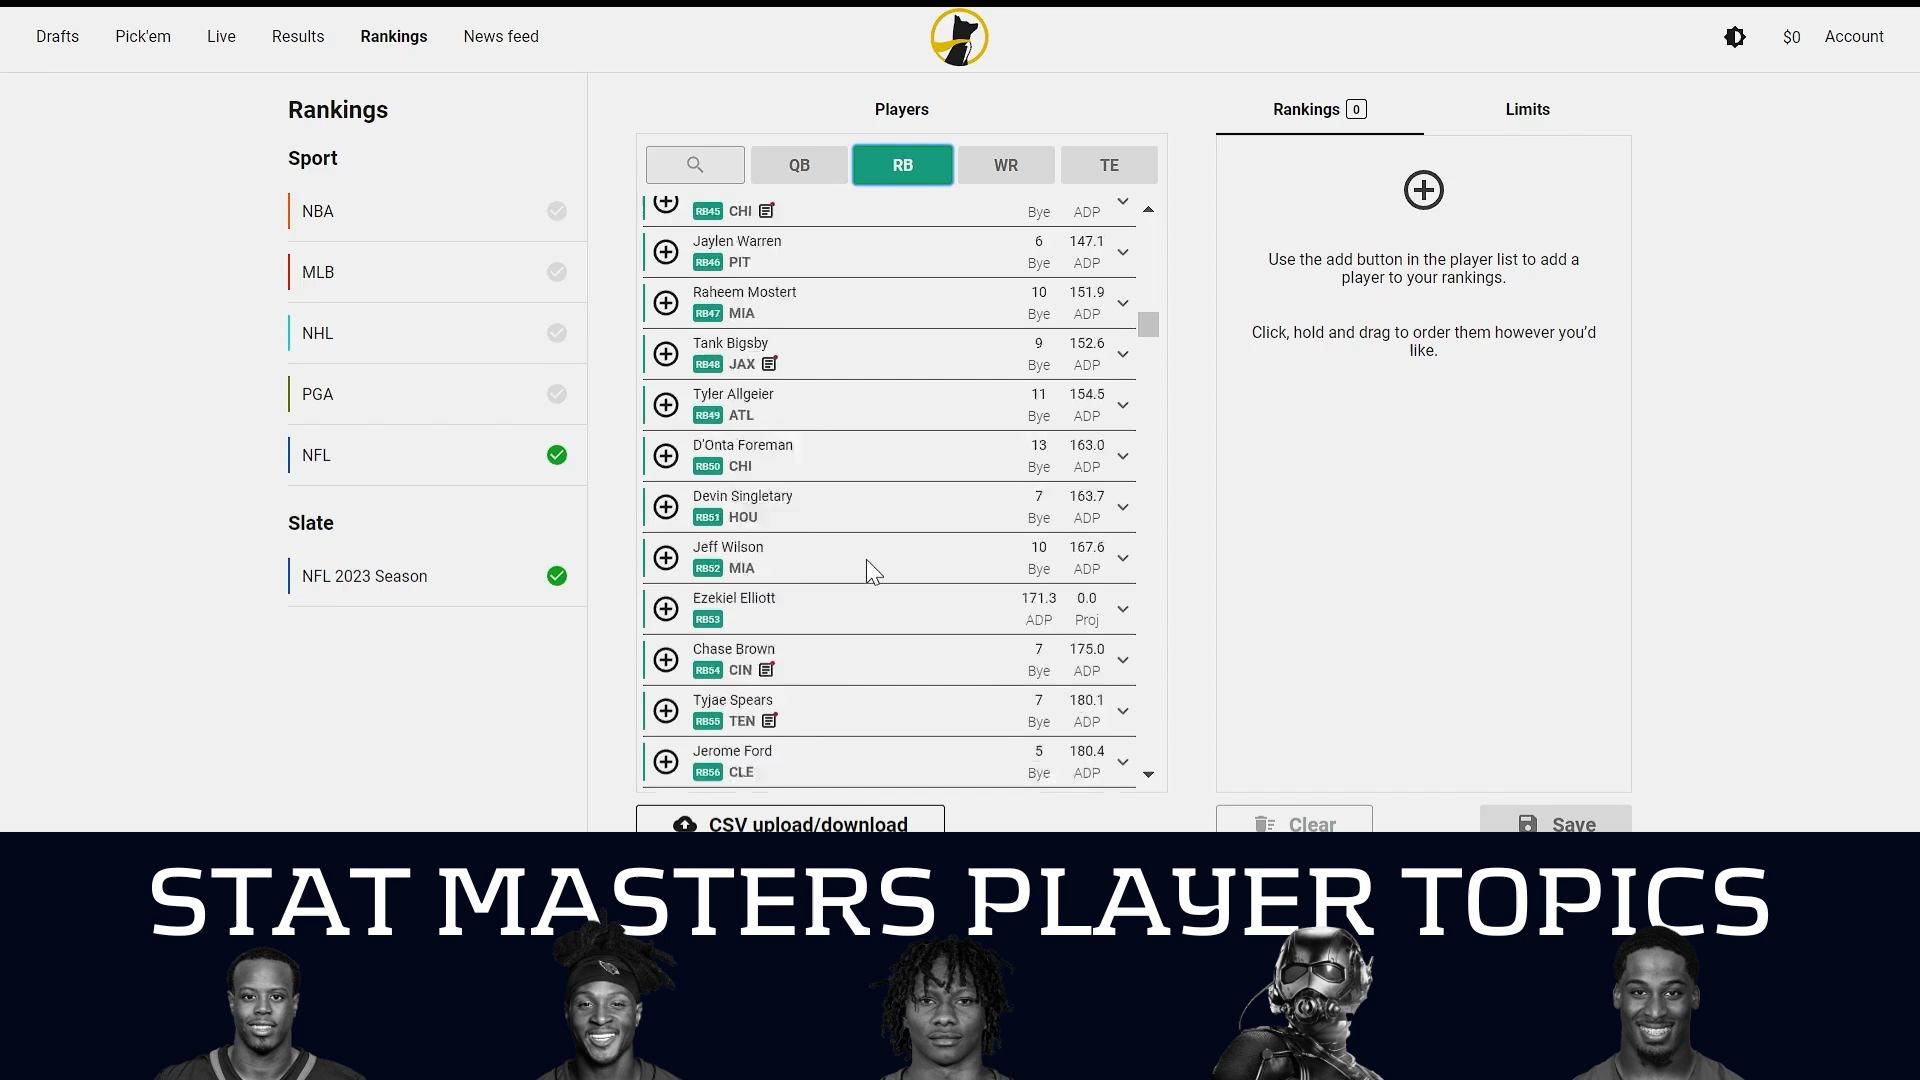 Drafts Pick'em Live Results Rankings News feed $0 Account
Rankings
Sport
NBA
MLB
NHL
PGA
NFL
Slate
NFL 2023 Season
Players
QB RB WR TE
RB45 CHI Bye ADP
Jaylen Warren 6 147.1
RB46 PIT Bye ADP
Raheem Mostert 10 151.9
RB47 MIA Bye ADP
Tank Bigsby 9 152.6
RB48 JAX Bye ADP
Tyler Allgeier 11 154.5
RB49 ATL Bye ADP
D'Onta Foreman 13 163.0
RB50 CHI Bye ADP
Devin Singletary 7 163.7
RB51 HOU Bye ADP
Jeff Wilson 10 167.6
RB52 MIA Bye ADP
Ezekiel Elliott 171.3 0.0
RB53 ADP Proj
Chase Brown 7 175.0
RB54 CIN Bye ADP
Tyjae Spears 7 180.1
RB55 TEN Bye ADP
Jerome Ford 5 180.4
RB56 CLE Bye ADP
CSV upload/download
Rankings 0 Limits
Use the add button in the player list to add a
player to your rankings.
Click, hold and drag to order them however you'd
like.
Clear Save
STAT MASTERS PLAYER TOPICS